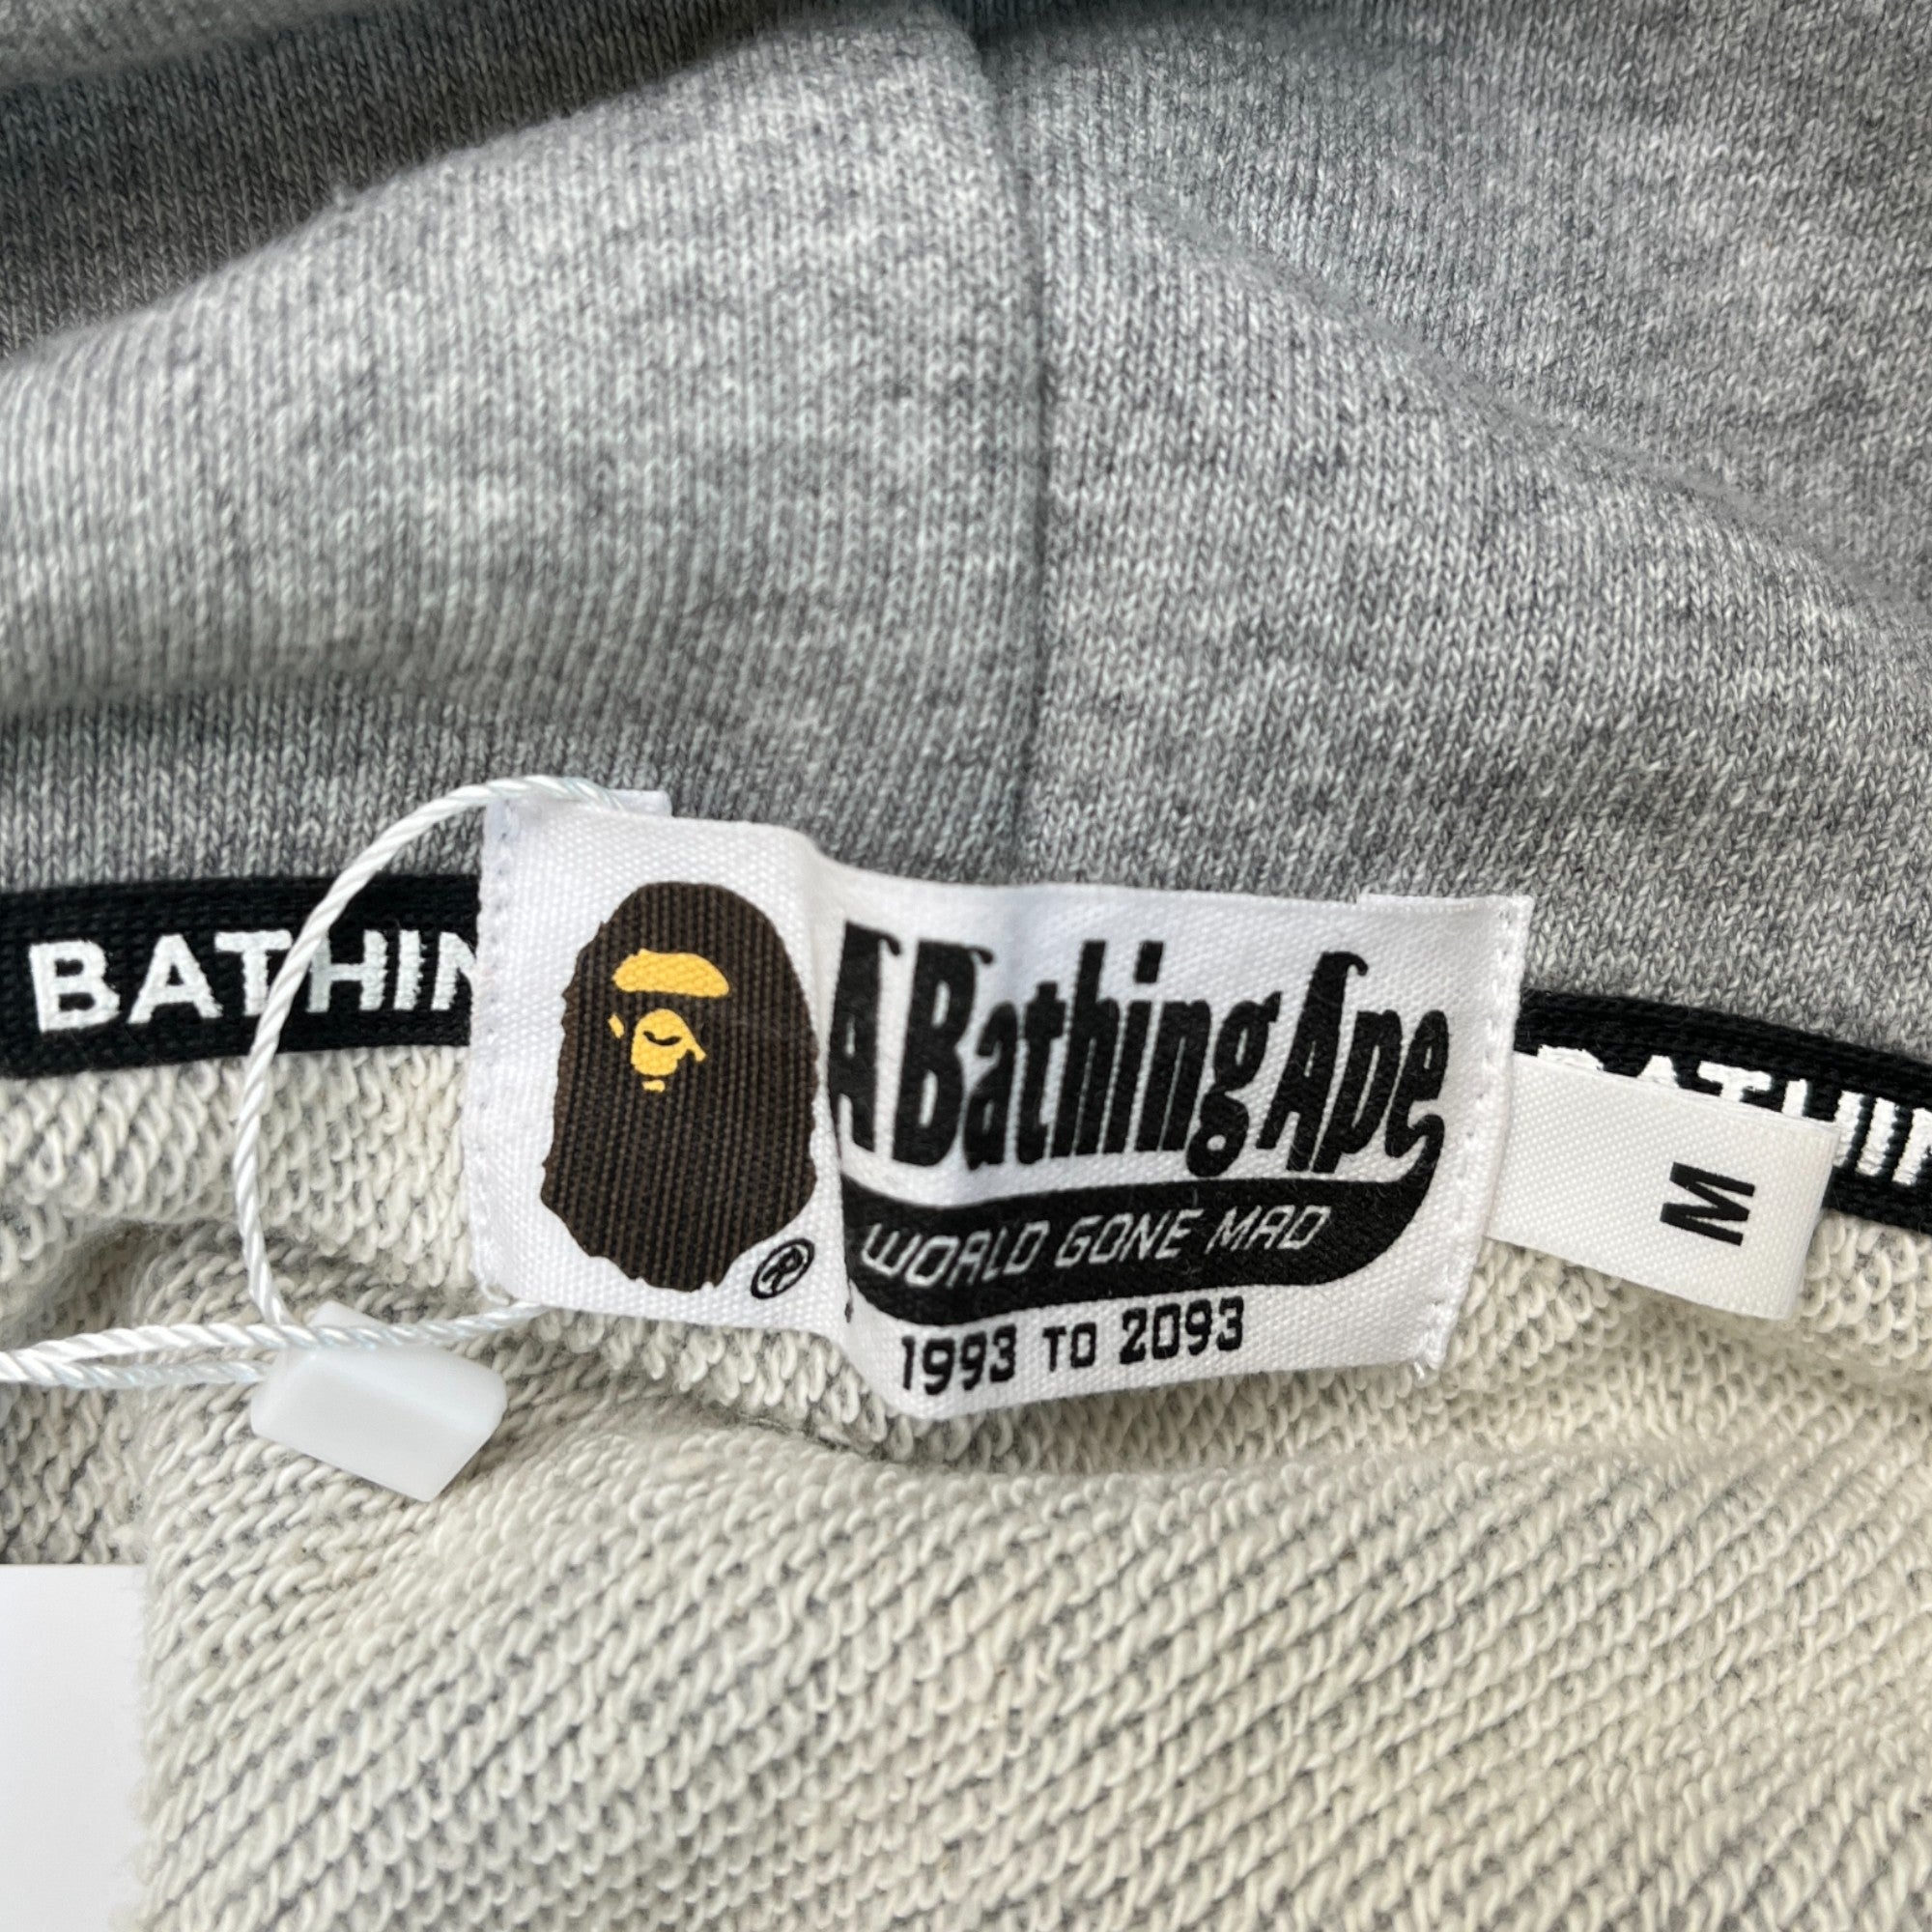 BATHIN
A Bathing Ape
WORLD GONE MAD
1993 TO 2093
BATHIN
M